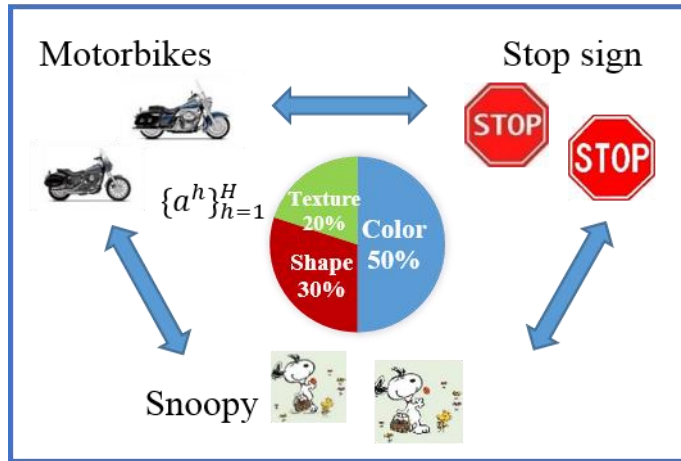 Motorbikes
Stop sign
STOP
STOP
{a^h}_{h=1}^H
Texture
20%
Color
50%
Shape
30%
Snoopy